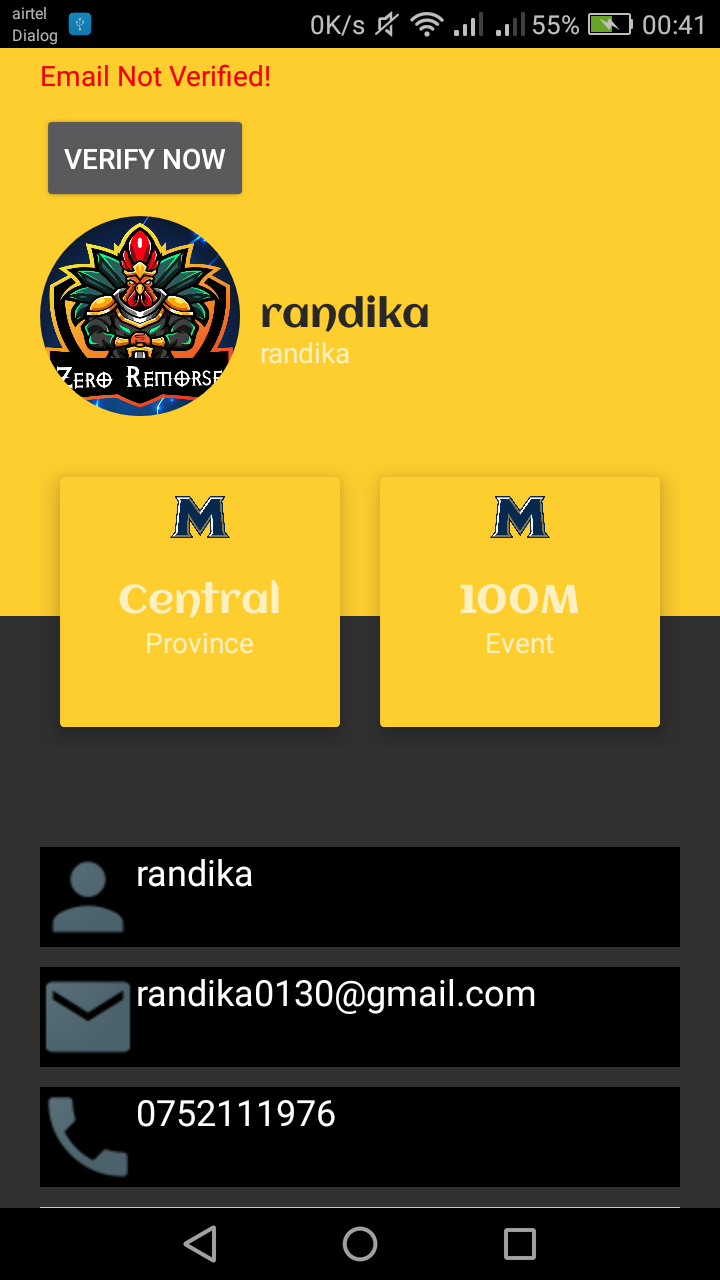 airtel
Dialog
0K/s 55% 00:41
Email Not Verified!
VERIFY NOW
ZERO REMORSE
randika
randika
M
M
Central
100M
Province
Event
randika
randika0130@gmail.com
0752111976